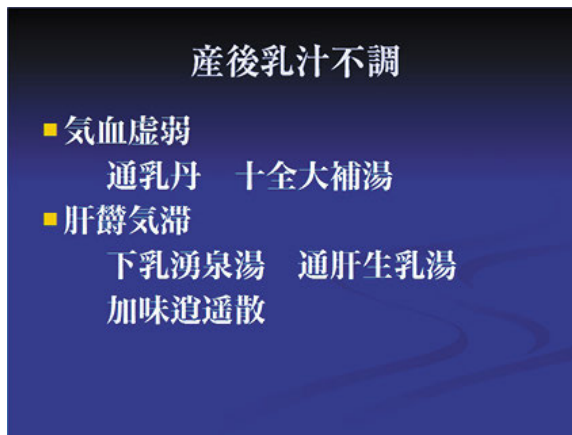 産後乳汁不調
■気血虚弱
通乳丹　十全大補湯
■肝欝気滞
下乳湧泉湯　通肝生乳湯
加味逍遥散